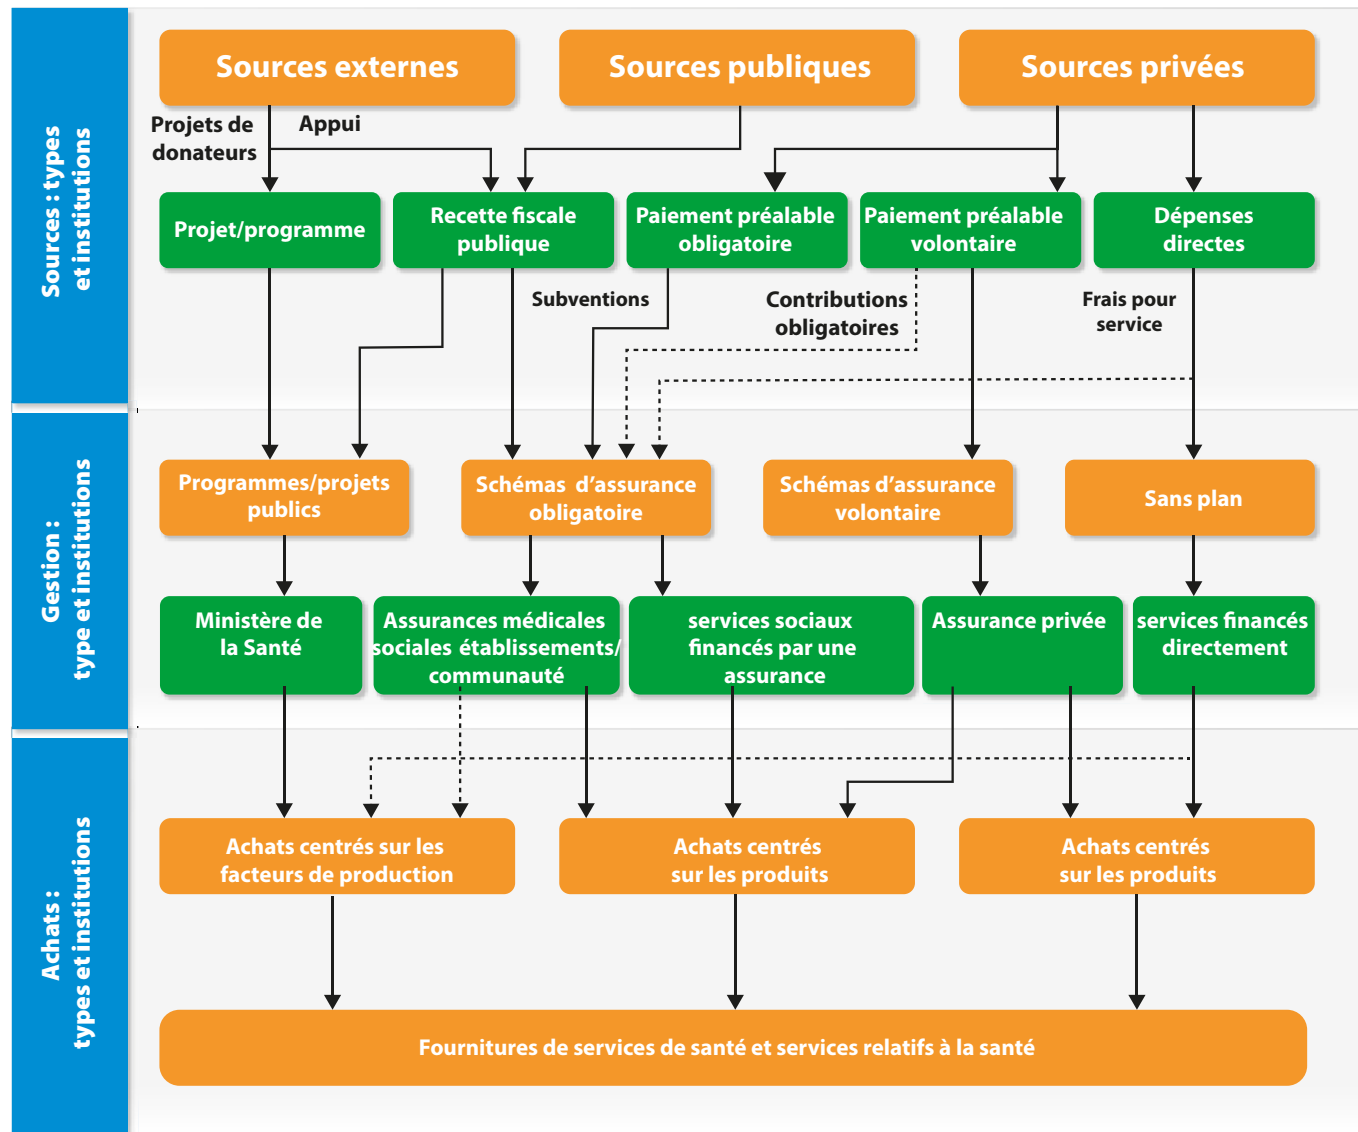 Sources : types
et institutions
Sources externes
Sources publiques
Sources privées
Projets de
donateurs
Appui
Projet/programme
Recette fiscale
publique
Paiement préalable
obligatoire
Paiement préalable
volontaire
Dépenses
directes
Subventions
Contributions
obligatoires
Frais pour
service
Gestion :
type et institutions
Programmes/projets
publics
Schémas d’assurance
obligatoire
Schémas d’assurance
volontaire
Sans plan
Ministère de
la Santé
Assurances médicales
sociales établissements/
communauté
services sociaux
financés par une
assurance
Assurance privée
services financés
directement
Achats :
types et institutions
Achats centrés sur les
facteurs de production
Achats centrés
sur les produits
Achats centrés
sur les produits
Fournitures de services de santé et services relatifs à la santé